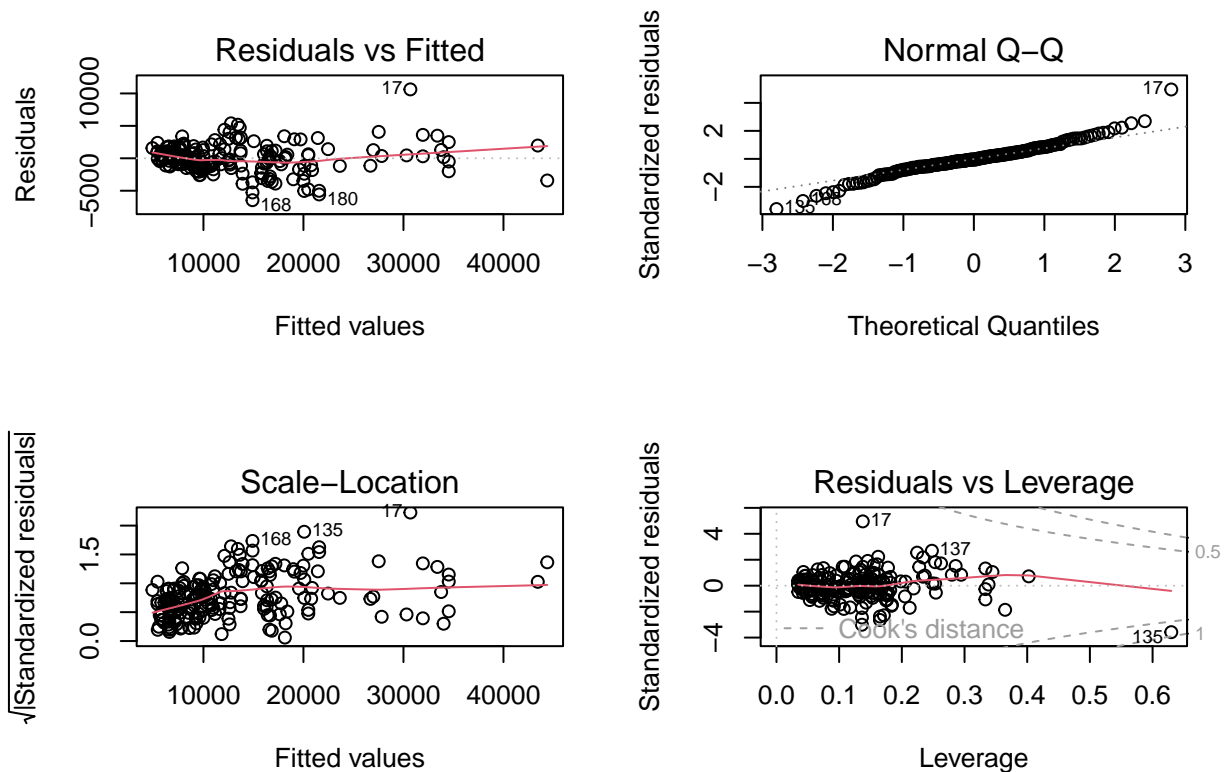 Residuals vs Fitted
Residuals
−5000
10000
10000 20000 30000 40000
Fitted values
17
168
180
Normal Q−Q
Standardized residuals
−2
2
−3 −2 −1 0 1 2 3
Theoretical Quantiles
17
135
168
Scale−Location
√|Standardized residuals|
0.0
1.5
10000 20000 30000 40000
Fitted values
17
135
168
Residuals vs Leverage
Standardized residuals
−4
0
4
0.0 0.1 0.2 0.3 0.4 0.5 0.6
Leverage
17
137
135
Cook's distance
0.5
1